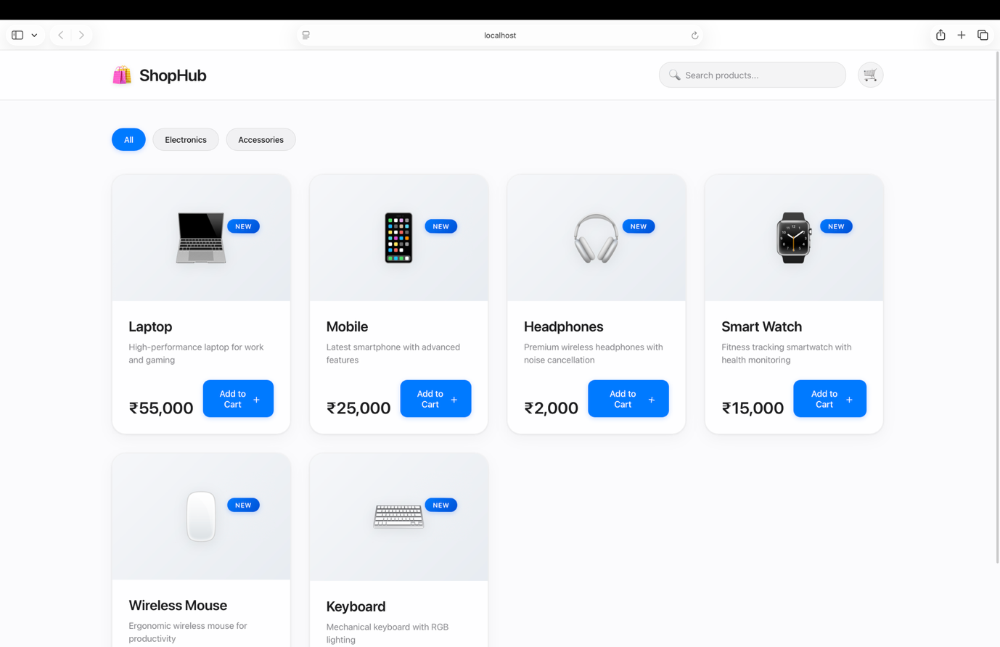 localhost
ShopHub
Search products...
All
Electronics
Accessories
NEW
NEW
NEW
NEW
Laptop
High-performance laptop for work
and gaming
₹55,000
Add to
Cart +
Mobile
Latest smartphone with advanced
features
₹25,000
Add to
Cart +
Headphones
Premium wireless headphones with
noise cancellation
₹2,000
Add to
Cart +
Smart Watch
Fitness tracking smartwatch with
health monitoring
₹15,000
Add to
Cart +
NEW
NEW
Wireless Mouse
Ergonomic wireless mouse for
productivity
Keyboard
Mechanical keyboard with RGB
lighting